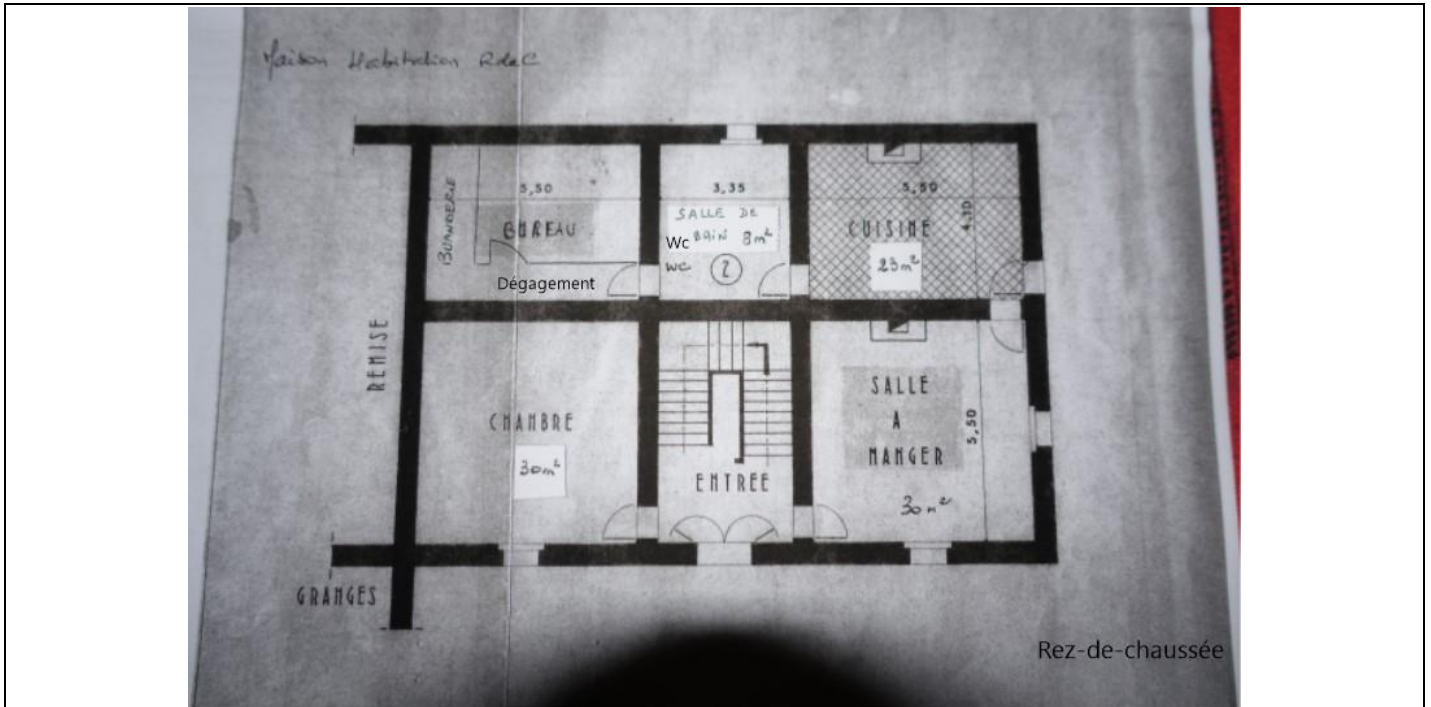 Maison Habitation RdeC
5,50
3,35
5,50
4,10
BUANDERIE
BUREAU
SALLE DE
BAIN 8m²
Wc
WC
2
CUISINE
23m²
Dégagement
REMISE
CHAMBRE
30m²
ENTREE
SALLE
A
MANGER
5,50
30m²
GRANGES
Rez-de-chaussée